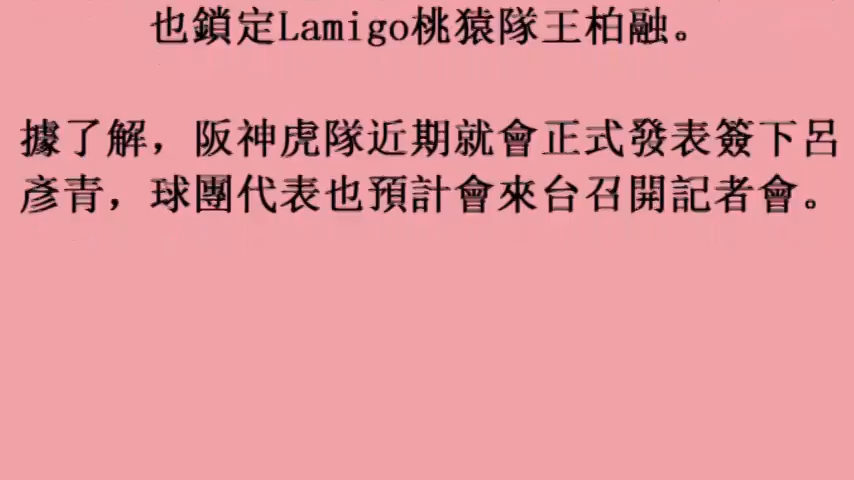 也鎖定Lamigo桃猿隊王柏融。
據了解，阪神虎隊近期就會正式發表簽下呂
彥青，球團代表也預計會來台召開記者會。